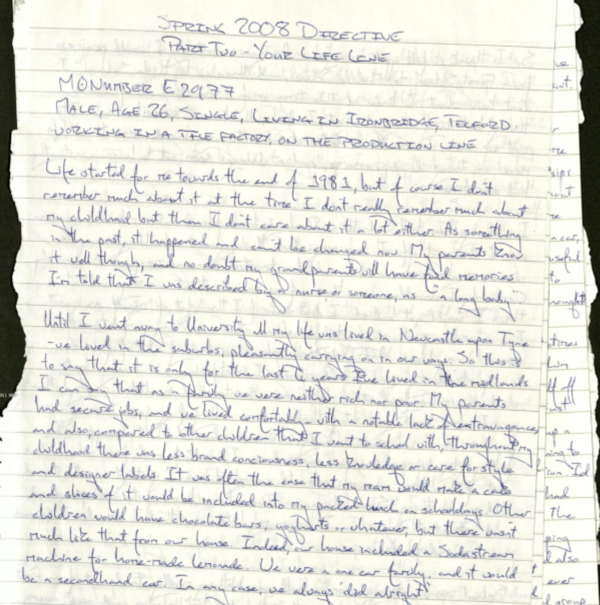 SPRING 2008 DIRECTIVE
PART TWO - YOUR LIFE LINE
MO NUMBER E2977
MALE, AGE 26, SINGLE, LIVING IN IRONBRIDGE, TELFORD.
WORKING IN A TILE FACTORY, ON THE PRODUCTION LINE
Life started for me towards the end of 1981, but of course I don't
remember much about it at the time. I don't really remember much about
my childhood but then I don't care about it a lot either. As something
in the past, it happened and can't be changed now. My parents know
it well though, and no doubt my grandparents will have fond memories.
I'm told that I was described by a nurse or someone, as "a long baby"
Until I went away to University all my life was lived in Newcastle upon Tyne
- we lived in the suburbs, pleasantly carrying on in our ways. So this is
to say that it is only for the last 6 years I've lived in the midlands
I can say that as a family we were neither rich nor poor. My parents
had secure jobs, and we lived comfortably with a notable lack of extravagances,
and also, compared to other children that I went to school with, throughout my
childhood there was less brand conciousness, less knowledge or care for style
and designer labels. It was often the case that my mum would make a cake
and slices of it would be included into my packed lunch on schooldays. Other
children would have chocolate bars, yoghurts or whatever, but there wasn't
much like that from our house. Indeed, our house included a Sodastream
machine for home-made lemonade. We were a one car family, and it would
be a secondhand car. In any case, we always did alright